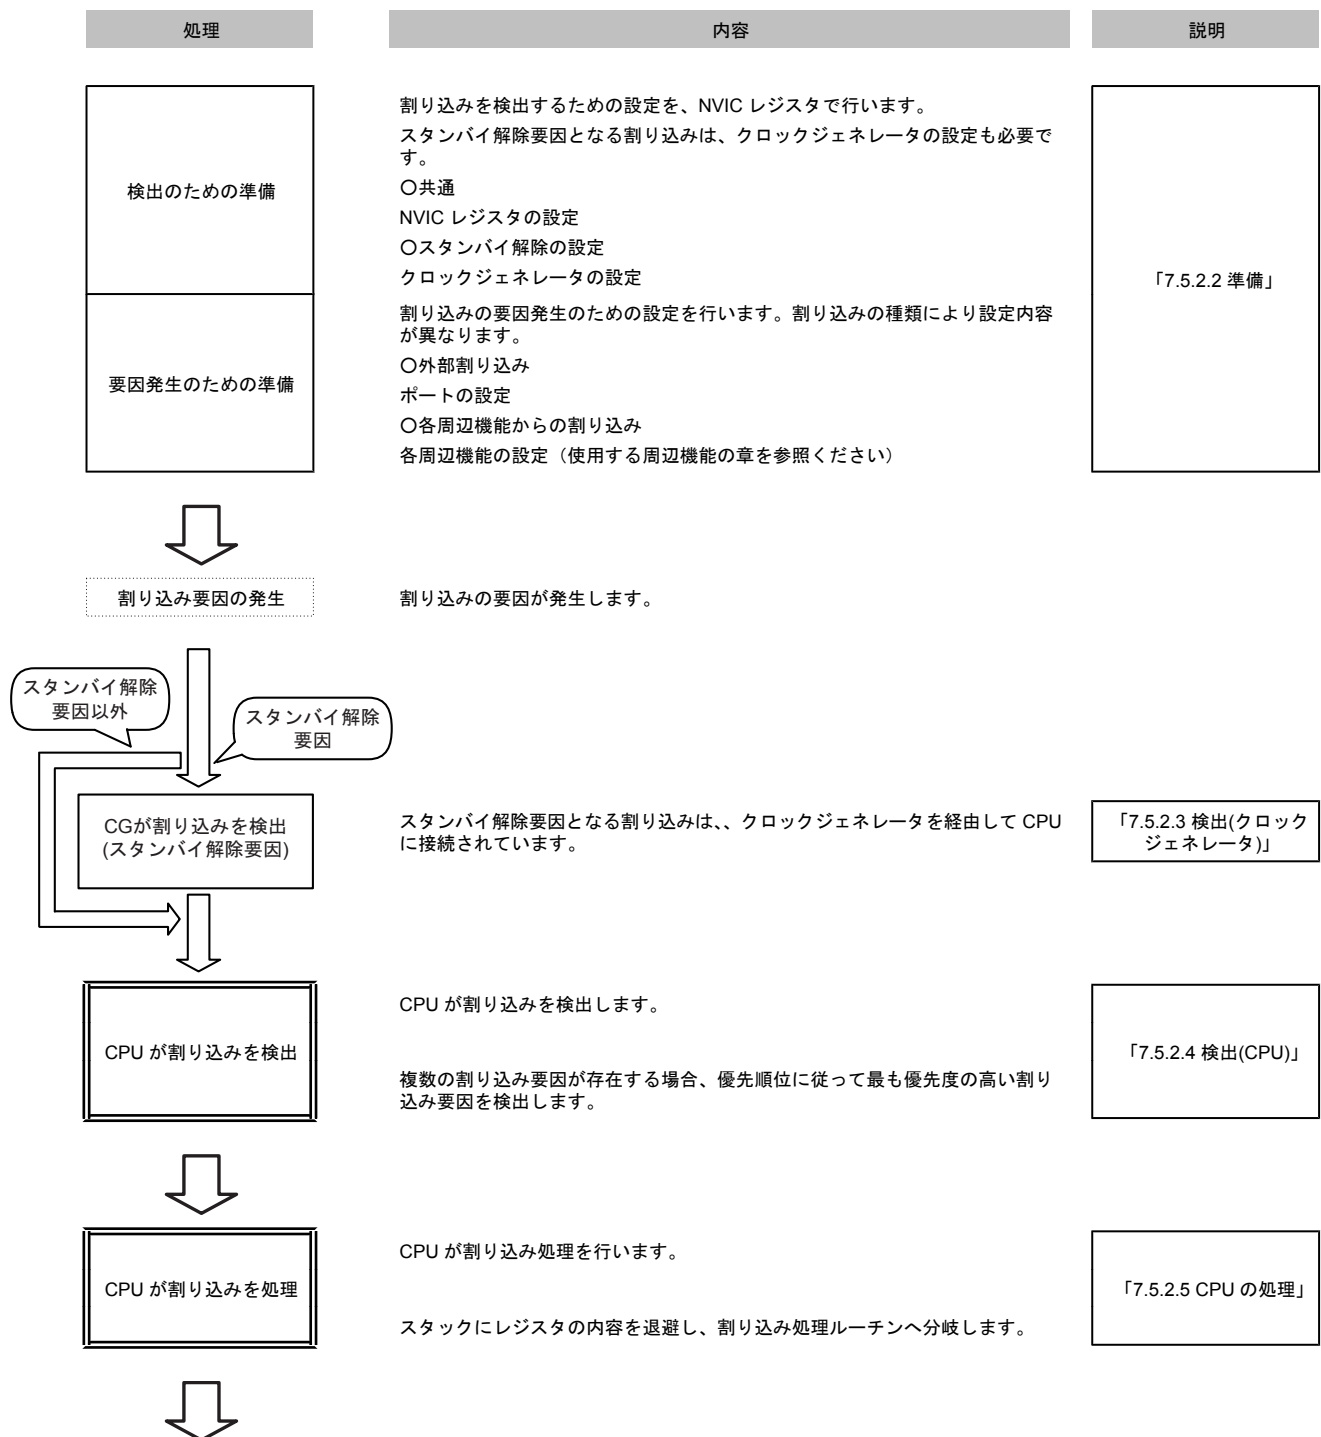 処理
内容
説明
検出のための準備
割り込みを検出するための設定を、NVIC レジスタで行います。
スタンバイ解除要因となる割り込みは、クロックジェネレータの設定も必要で
す。
〇共通
NVIC レジスタの設定
〇スタンバイ解除の設定
クロックジェネレータの設定
「7.5.2.2 準備」
要因発生のための準備
割り込みの要因発生のための設定を行います。割り込みの種類により設定内容
が異なります。
〇外部割り込み
ポートの設定
〇各周辺機能からの割り込み
各周辺機能の設定（使用する周辺機能の章を参照ください）
割り込み要因の発生
割り込みの要因が発生します。
スタンバイ解除
要因以外
スタンバイ解除
要因
CGが割り込みを検出
(スタンバイ解除要因)
スタンバイ解除要因となる割り込みは、、クロックジェネレータを経由して CPU
に接続されています。
「7.5.2.3 検出(クロック
ジェネレータ)」
CPU が割り込みを検出
CPU が割り込みを検出します。
複数の割り込み要因が存在する場合、優先順位に従って最も優先度の高い割り
込み要因を検出します。
「7.5.2.4 検出(CPU)」
CPU が割り込みを処理
CPU が割り込み処理を行います。
スタックにレジスタの内容を退避し、割り込み処理ルーチンへ分岐します。
「7.5.2.5 CPU の処理」